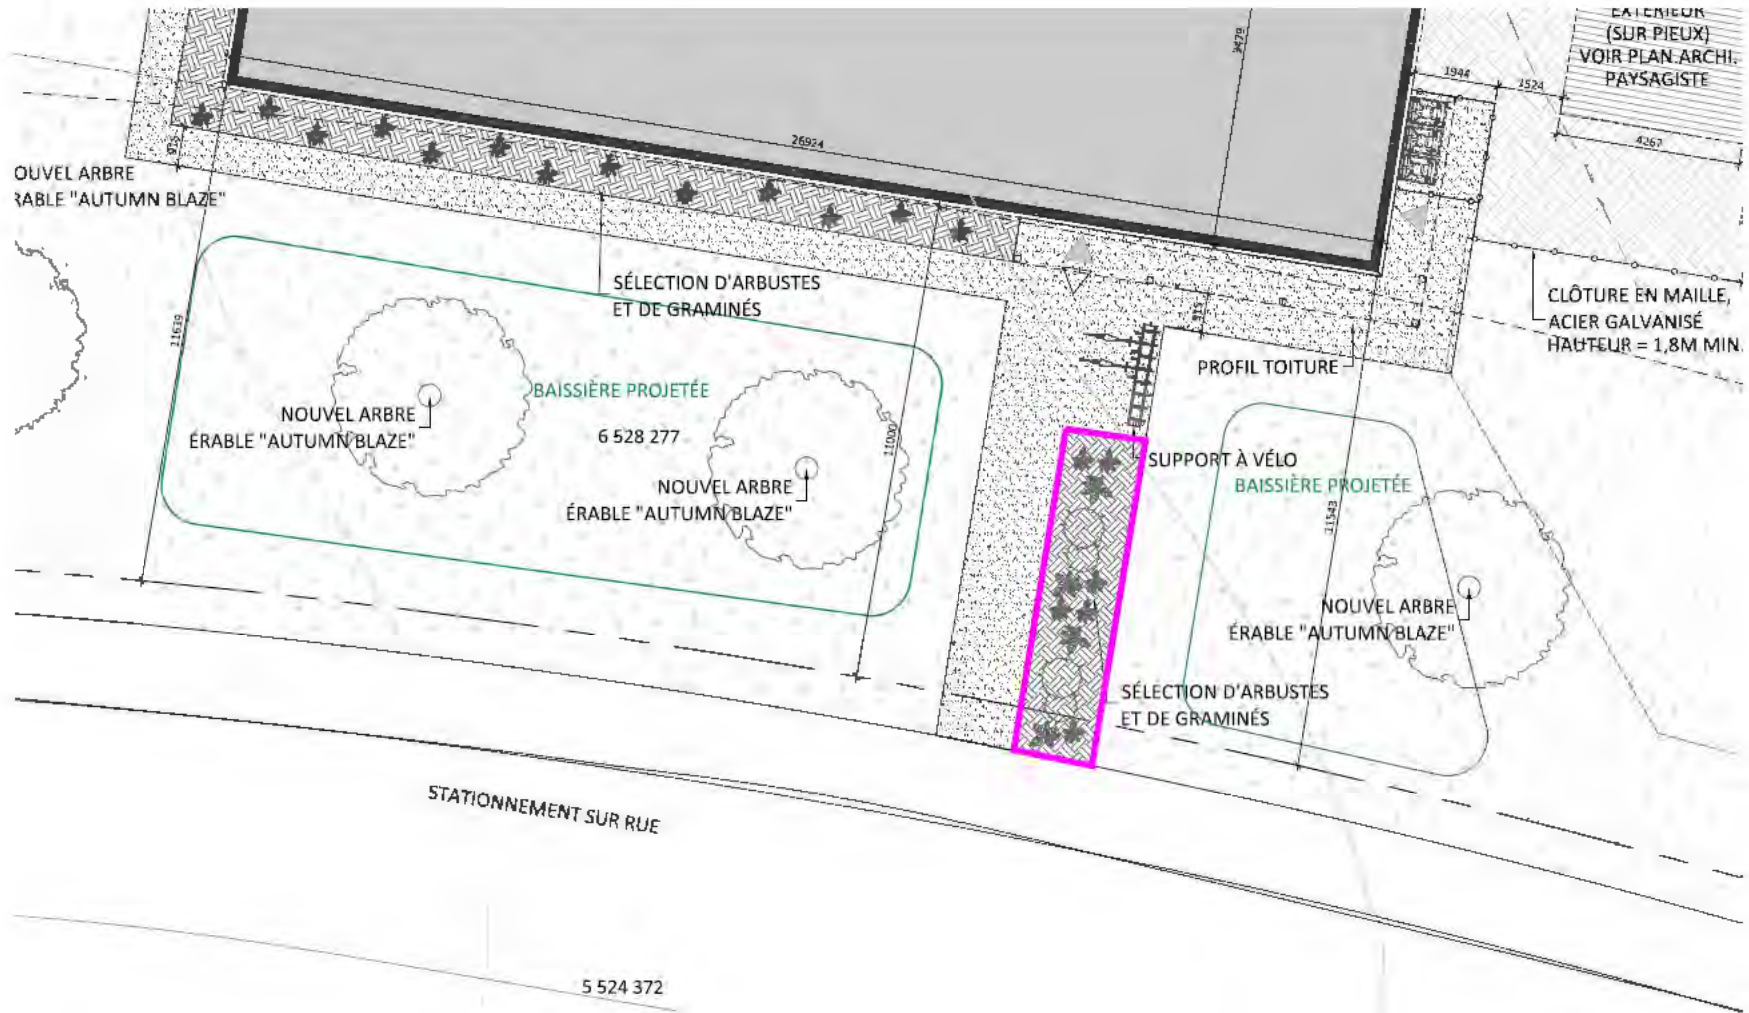 EXTÉRIEUR
(SUR PIEUX)
VOIR PLAN ARCHI.
PAYSAGISTE
3479
1944
1524
4267
26924
915
OUVEL ARBRE
RABLE "AUTUMN BLAZE"
SÉLECTION D'ARBUSTES
ET DE GRAMINÉS
CLÔTURE EN MAILLE,
ACIER GALVANISÉ
HAUTEUR = 1,8M MIN.
915
11639
PROFIL TOITURE
BAISSIÈRE PROJETÉE
6 528 277
NOUVEL ARBRE
ÉRABLE "AUTUMN BLAZE"
11000
NOUVEL ARBRE
ÉRABLE "AUTUMN BLAZE"
SUPPORT À VÉLO
BAISSIÈRE PROJETÉE
11543
NOUVEL ARBRE
ÉRABLE "AUTUMN BLAZE"
SÉLECTION D'ARBUSTES
ET DE GRAMINÉS
STATIONNEMENT SUR RUE
5 524 372